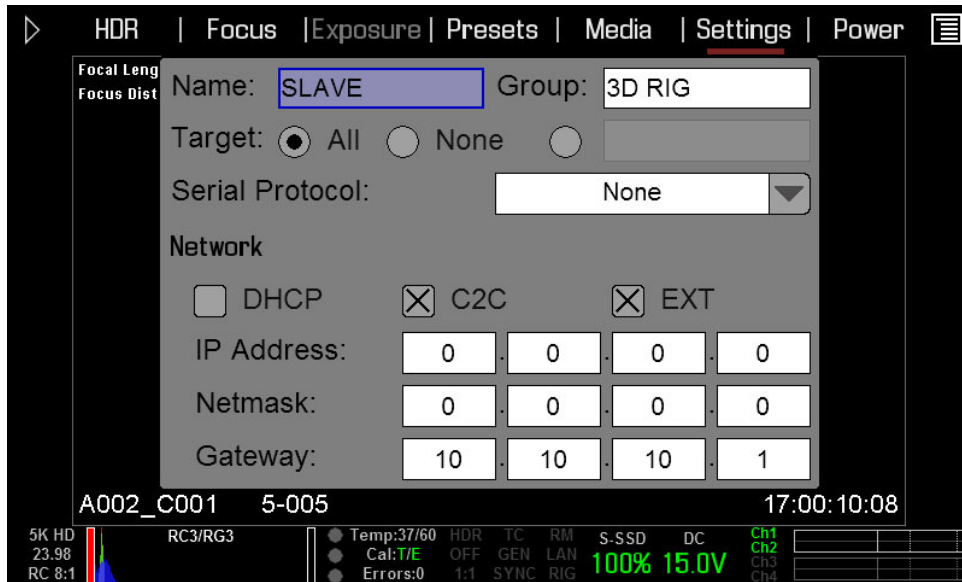 HDR | Focus | Exposure | Presets | Media | Settings | Power
Focal Leng
Focus Dist
Name: SLAVE Group: 3D RIG
Target: All None
Serial Protocol: None
Network
DHCP C2C EXT
IP Address: 0 . 0 . 0 . 0
Netmask: 0 . 0 . 0 . 0
Gateway: 10 . 10 . 10 . 1
A002_C001 5-005 17:00:10:08
5K HD RC3/RG3 Temp:37/60 HDR TC RM S-SSD DC Ch1
23.98 Cal:T/E OFF GEN LAN 100% 15.0V Ch2
RC 8:1 Errors:0 1:1 SYNC RIG Ch3
Ch4